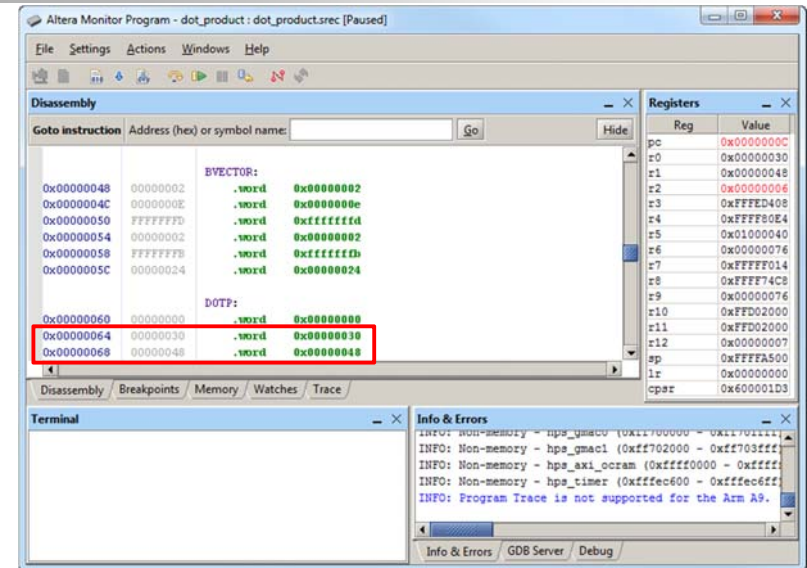 Altera Monitor Program - dot_product : dot_product.srec [Paused]
File Settings Actions Windows Help
Disassembly
Goto instruction Address (hex) or symbol name: Go Hide
BVECTOR:
0x00000048 00000002 .word 0x00000002
0x0000004C 0000000E .word 0x0000000e
0x00000050 FFFFFFFD .word 0xfffffffd
0x00000054 00000002 .word 0x00000002
0x00000058 FFFFFFFB .word 0xfffffffb
0x0000005C 00000024 .word 0x00000024
DOTP:
0x00000060 00000000 .word 0x00000000
0x00000064 00000030 .word 0x00000030
0x00000068 00000048 .word 0x00000048
Disassembly Breakpoints Memory Watches Trace
Registers
Reg Value
pc 0x0000000C
r0 0x00000030
r1 0x00000048
r2 0x00000006
r3 0xFFFED408
r4 0xFFFF80E4
r5 0x01000040
r6 0x00000076
r7 0xFFFFF014
r8 0xFFFF74C8
r9 0x00000076
r10 0xFFD02000
r11 0xFFD02000
r12 0x00000007
sp 0xFFFFA500
lr 0x00000000
cpsr 0x600001D3
Terminal
Info & Errors
INFO: Non-memory - hps_gmac0 (0xff700000 - 0xff701fff)
INFO: Non-memory - hps_gmac1 (0xff702000 - 0xff703fff)
INFO: Non-memory - hps_axi_ocram (0xffff0000 - 0xffff
INFO: Non-memory - hps_timer (0xfffec600 - 0xfffec6ff)
INFO: Program Trace is not supported for the Arm A9.
Info & Errors GDB Server Debug